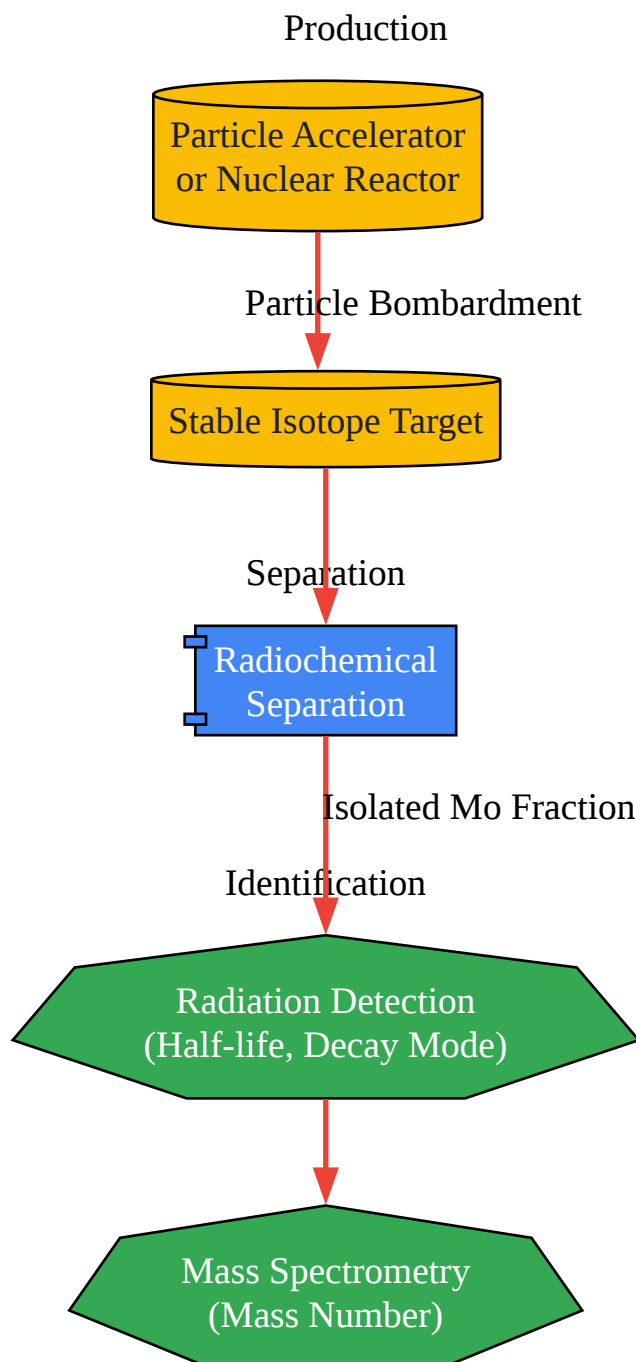 Production
Particle Accelerator
or Nuclear Reactor
Particle Bombardment
Stable Isotope Target
Separation
Radiochemical
Separation
Isolated Mo Fraction
Identification
Radiation Detection
(Half-life, Decay Mode)
Mass Spectrometry
(Mass Number)